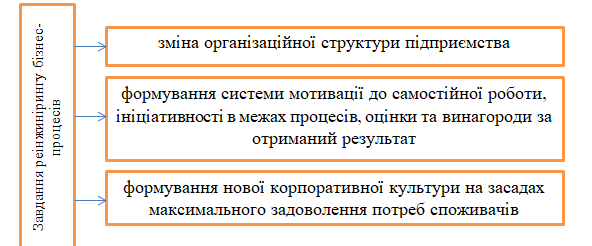 Завдання реінжинірингу бізнес-
процесів
зміна організаційної структури підприємства
формування системи мотивації до самостійної роботи,
ініціативності в межах процесів, оцінки та винагороди за
отриманий результат
формування нової корпоративної культури на засадах
максимального задоволення потреб споживачів